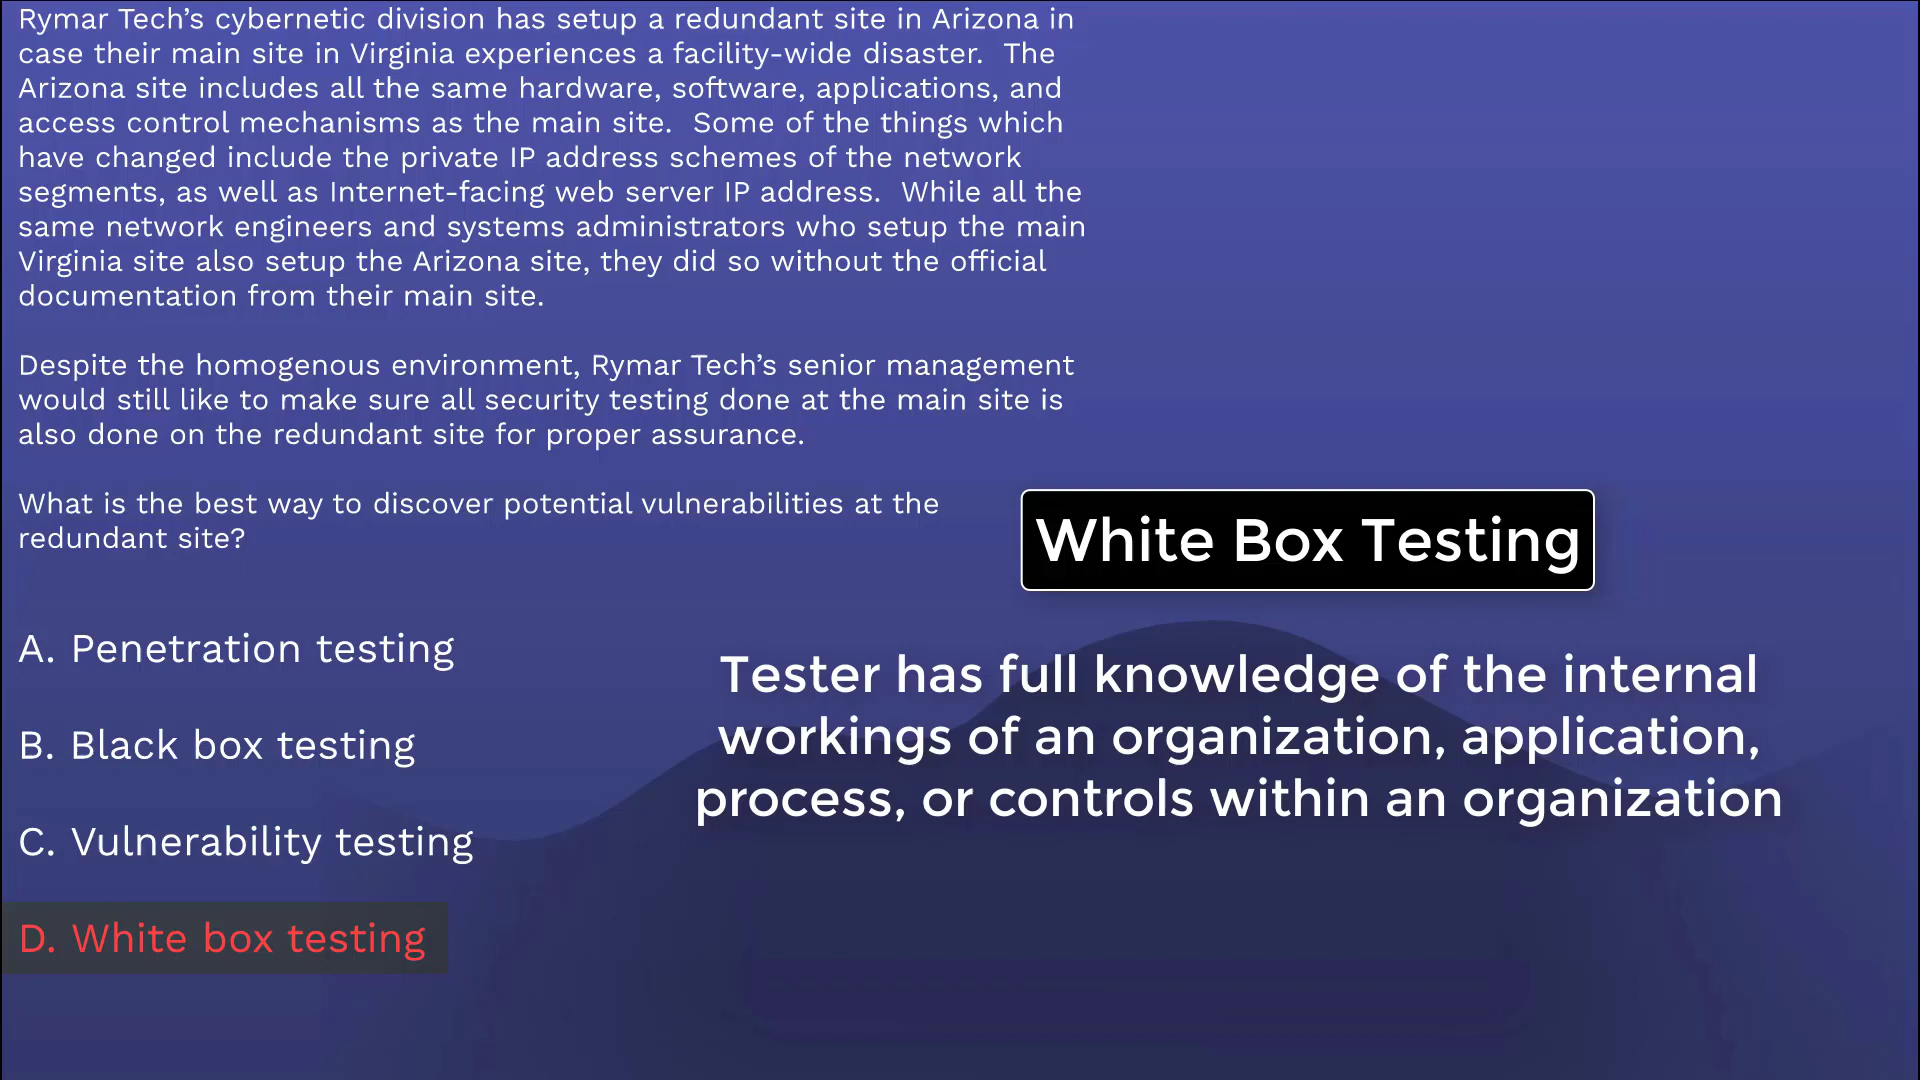 Rymar Tech’s cybernetic division has setup a redundant site in Arizona in
case their main site in Virginia experiences a facility-wide disaster.  The
Arizona site includes all the same hardware, software, applications, and
access control mechanisms as the main site.  Some of the things which
have changed include the private IP address schemes of the network
segments, as well as Internet-facing web server IP address.  While all the
same network engineers and systems administrators who setup the main
Virginia site also setup the Arizona site, they did so without the official
documentation from their main site.
Despite the homogenous environment, Rymar Tech’s senior management
would still like to make sure all security testing done at the main site is
also done on the redundant site for proper assurance.
What is the best way to discover potential vulnerabilities at the
redundant site?
A. Penetration testing
B. Black box testing
C. Vulnerability testing
D. White box testing
White Box Testing
Tester has full knowledge of the internal
workings of an organization, application,
process, or controls within an organization